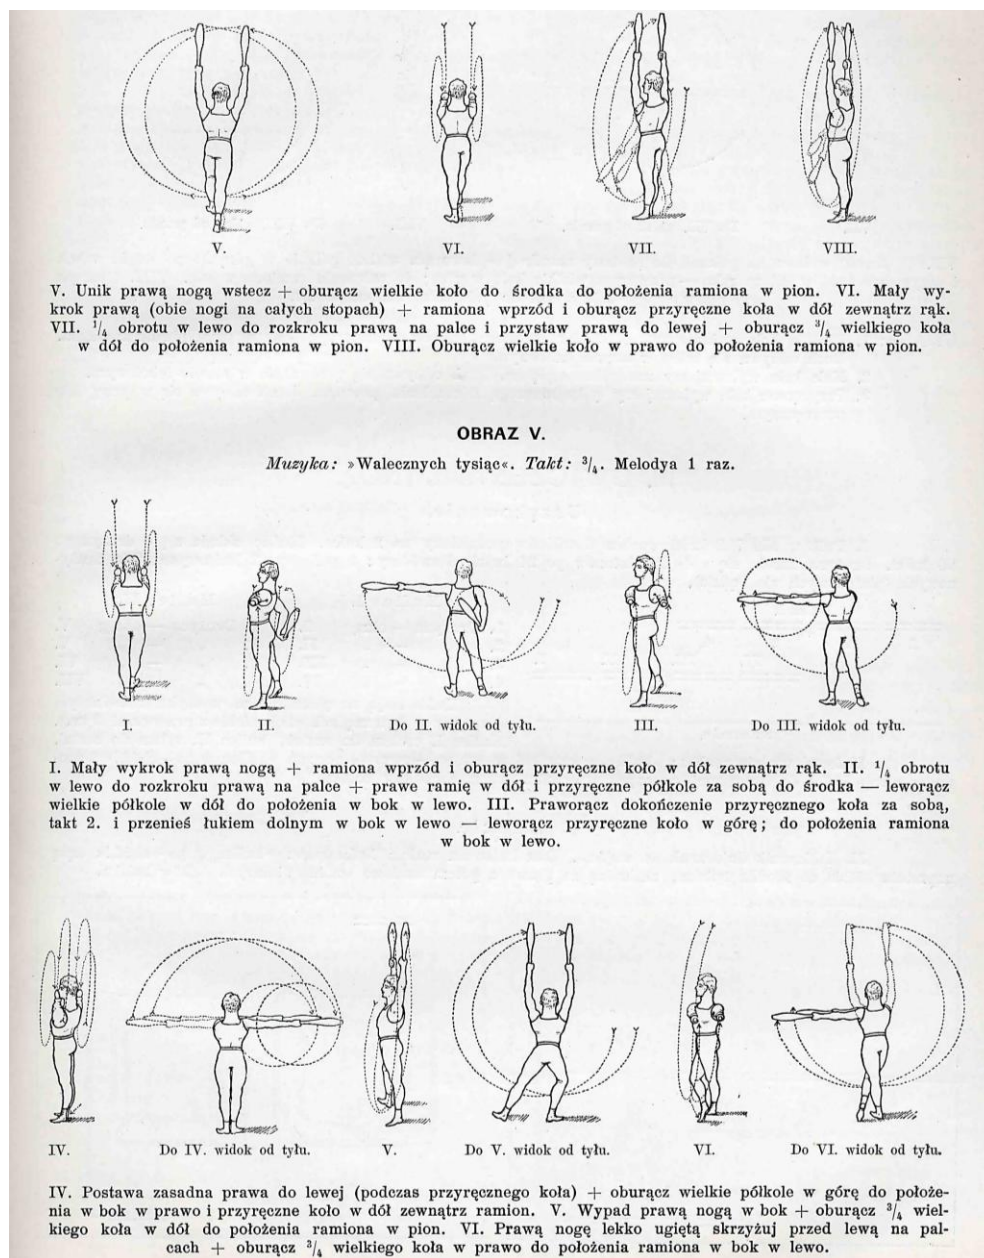 V. VI. VII. VIII.
V. Unik prawą nogą wstecz + oburącz wielkie koło do środka do położenia ramiona w pion. VI. Mały wy-
krok prawą (obie nogi na całych stopach) + ramiona wprzód i oburącz przyręczne koła w dół zewnątrz rąk.
VII. ¹/₄ obrotu w lewo do rozkroku prawą na palce i przystaw prawą do lewej + oburącz ³/₄ wielkiego koła
w dół do położenia ramiona w pion. VIII. Oburącz wielkie koło w prawo do położenia ramiona w pion.
OBRAZ V.
Muzyka: »Walecznych tysiąc«. Takt: ³/₄. Melodya 1 raz.
I. II. Do II. widok od tyłu. III. Do III. widok od tyłu.
I. Mały wykrok prawą nogą + ramiona wprzód i oburącz przyręczne koło w dół zewnątrz rąk. II. ¹/₄ obrotu
w lewo do rozkroku prawą na palce + prawe ramię w dół i przyręczne półkole za sobą do środka — leworącz
wielkie półkole w dół do położenia w bok w lewo. III. Praworącz dokończenie przyręcznego koła za sobą,
takt 2. i przenieś łukiem dolnym w bok w lewo — leworącz przyręczne koło w górę; do położenia ramiona
w bok w lewo.
IV. Do IV. widok od tyłu. V. Do V. widok od tyłu. VI. Do VI. widok od tyłu.
IV. Postawa zasadna prawa do lewej (podczas przyręcznego koła) + oburącz wielkie półkole w górę do położe-
nia w bok w prawo i przyręczne koło w dół zewnątrz ramion. V. Wypad prawą nogą w bok + oburącz ³/₄ wiel-
kiego koła w dół do położenia ramiona w pion. VI. Prawą nogę lekko ugiętą skrzyżuj przed lewą na pal-
cach + oburącz ³/₄ wielkiego koła w prawo do położenia ramiona w bok w lewo.